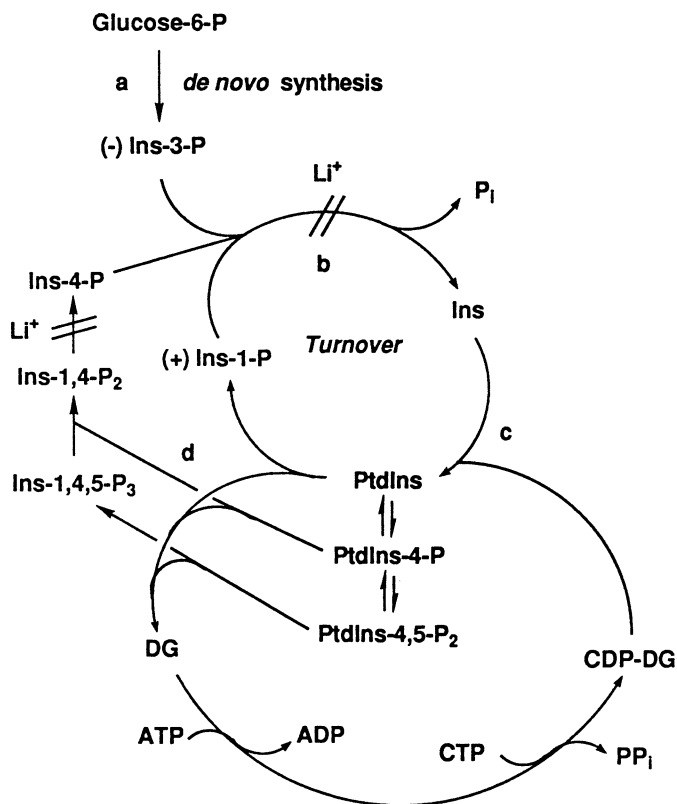 Glucose-6-P
a de novo synthesis
(-) Ins-3-P
Li⁺
Pᵢ
b
Ins-4-P
Ins
Li⁺
Turnover
(+) Ins-1-P
Ins-1,4-P₂
c
d
PtdIns
Ins-1,4,5-P₃
PtdIns-4-P
PtdIns-4,5-P₂
DG
CDP-DG
ATP ADP
CTP PPᵢ